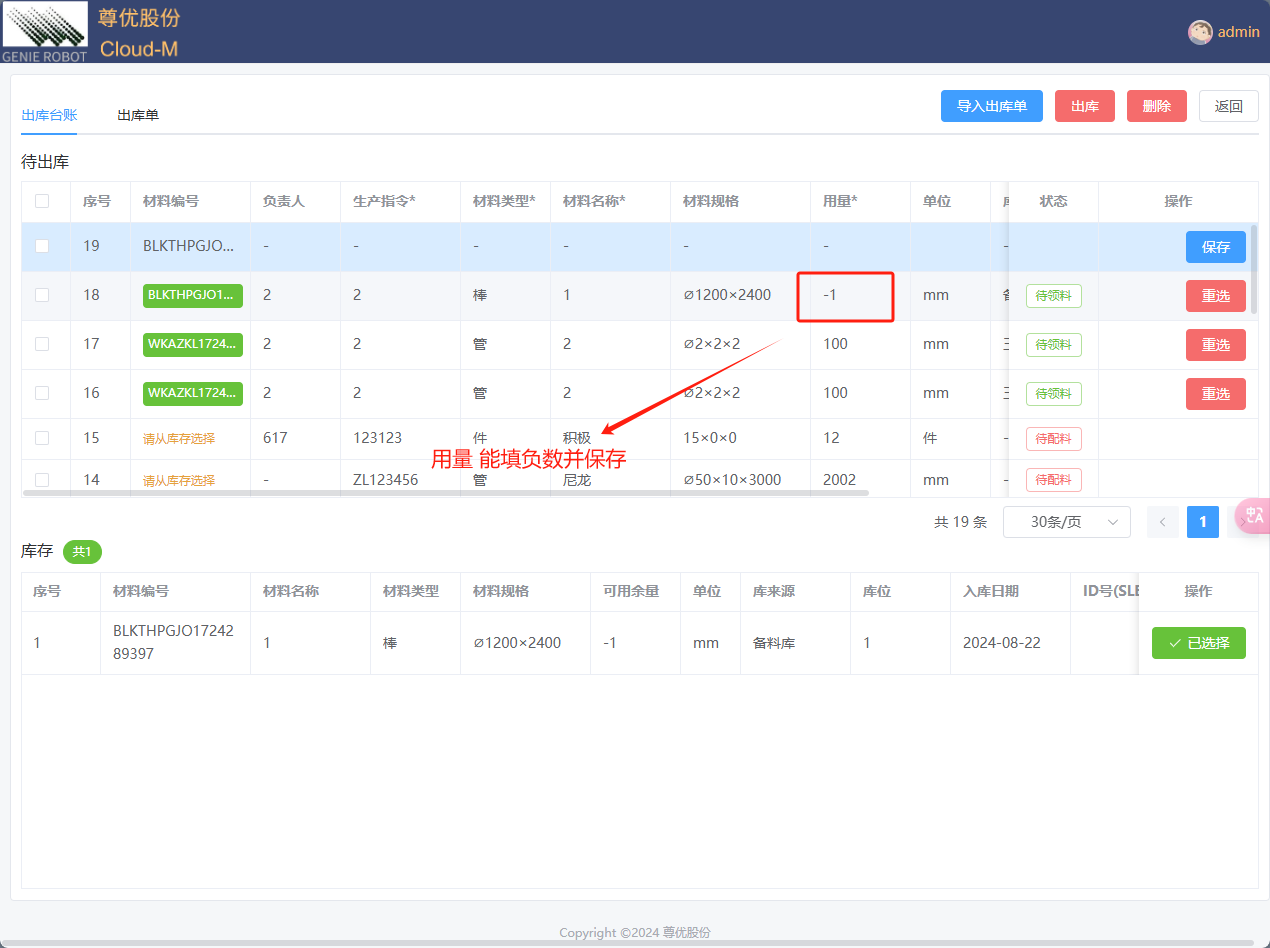 尊优股份
Cloud-M
GENIE ROBOT
admin
出库台账 出库单 导入出库单 出库 删除 返回
待出库
序号 材料编号 负责人 生产指令* 材料类型* 材料名称* 材料规格 用量* 单位 状态 操作
19 BLKTHPGJO... - - - - - - - 保存
18 BLKTHPGJO1... 2 2 棒 1 ∅1200×2400 -1 mm 待领料 重选
17 WKAZKL1724... 2 2 管 2 ∅2×2×2 100 mm 待领料 重选
16 WKAZKL1724... 2 2 管 2 ∅2×2×2 100 mm 待领料 重选
15 请从库存选择 617 123123 件 积极 15×0×0 12 件 - 待配料
用量 能填负数并保存
14 请从库存选择 - ZL123456 管 尼龙 ∅50×10×3000 2002 mm - 待配料
共 19 条 30条/页 < 1 >
中A
库存 共1
序号 材料编号 材料名称 材料类型 材料规格 可用余量 单位 库来源 库位 入库日期 ID号(SLE 操作
1 BLKTHPGJO17242 1 棒 ∅1200×2400 -1 mm 备料库 1 2024-08-22 已选择
89397
Copyright ©2024 尊优股份